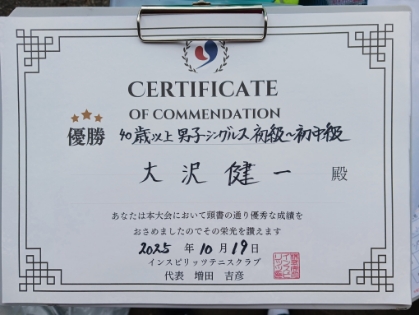 CERTIFICATE
OF COMMENDATION
優勝 40歳以上 男子シングルス 初級〜初中級
大沢 健一 殿
あなたは本大会において頭書の通り優秀な成績を
おさめましたのでその栄光を讃えます
2025 年 10 月 19 日
インスピリッツテニスクラブ
代表 増田 吉彦